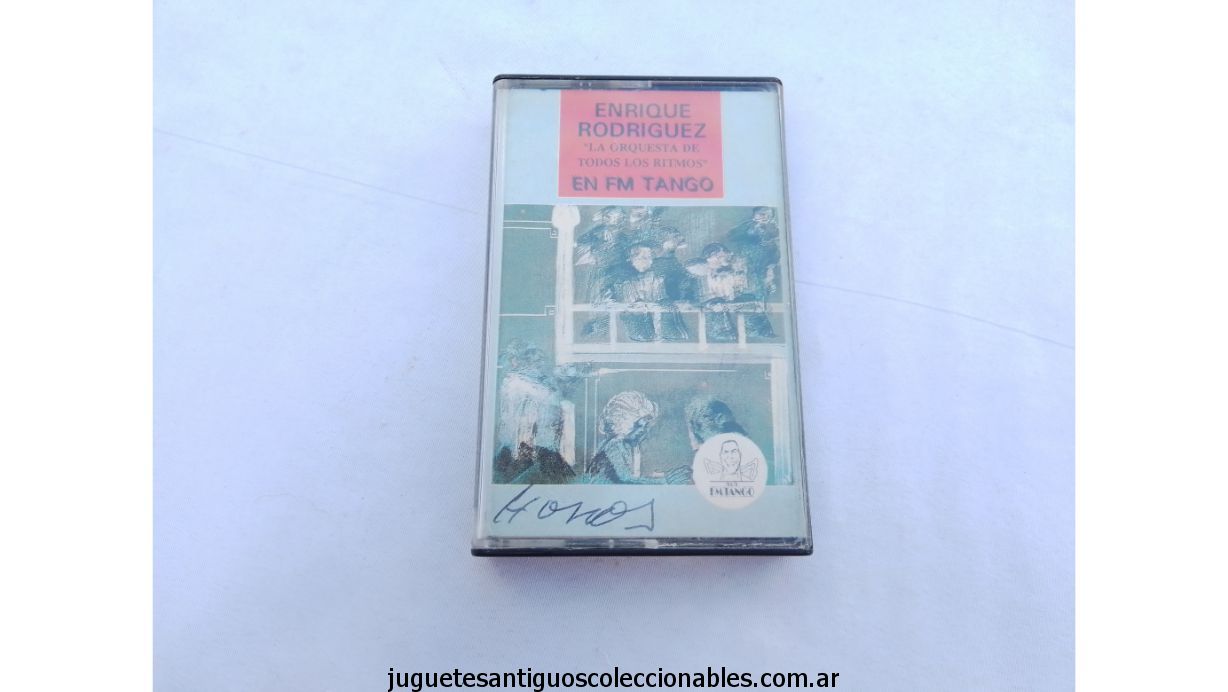 ENRIQUE
RODRIGUEZ
"LA ORQUESTA DE
TODOS LOS RITMOS"
EN FM TANGO
FM TANGO
juguetesantiguoscoleccionables.com.ar